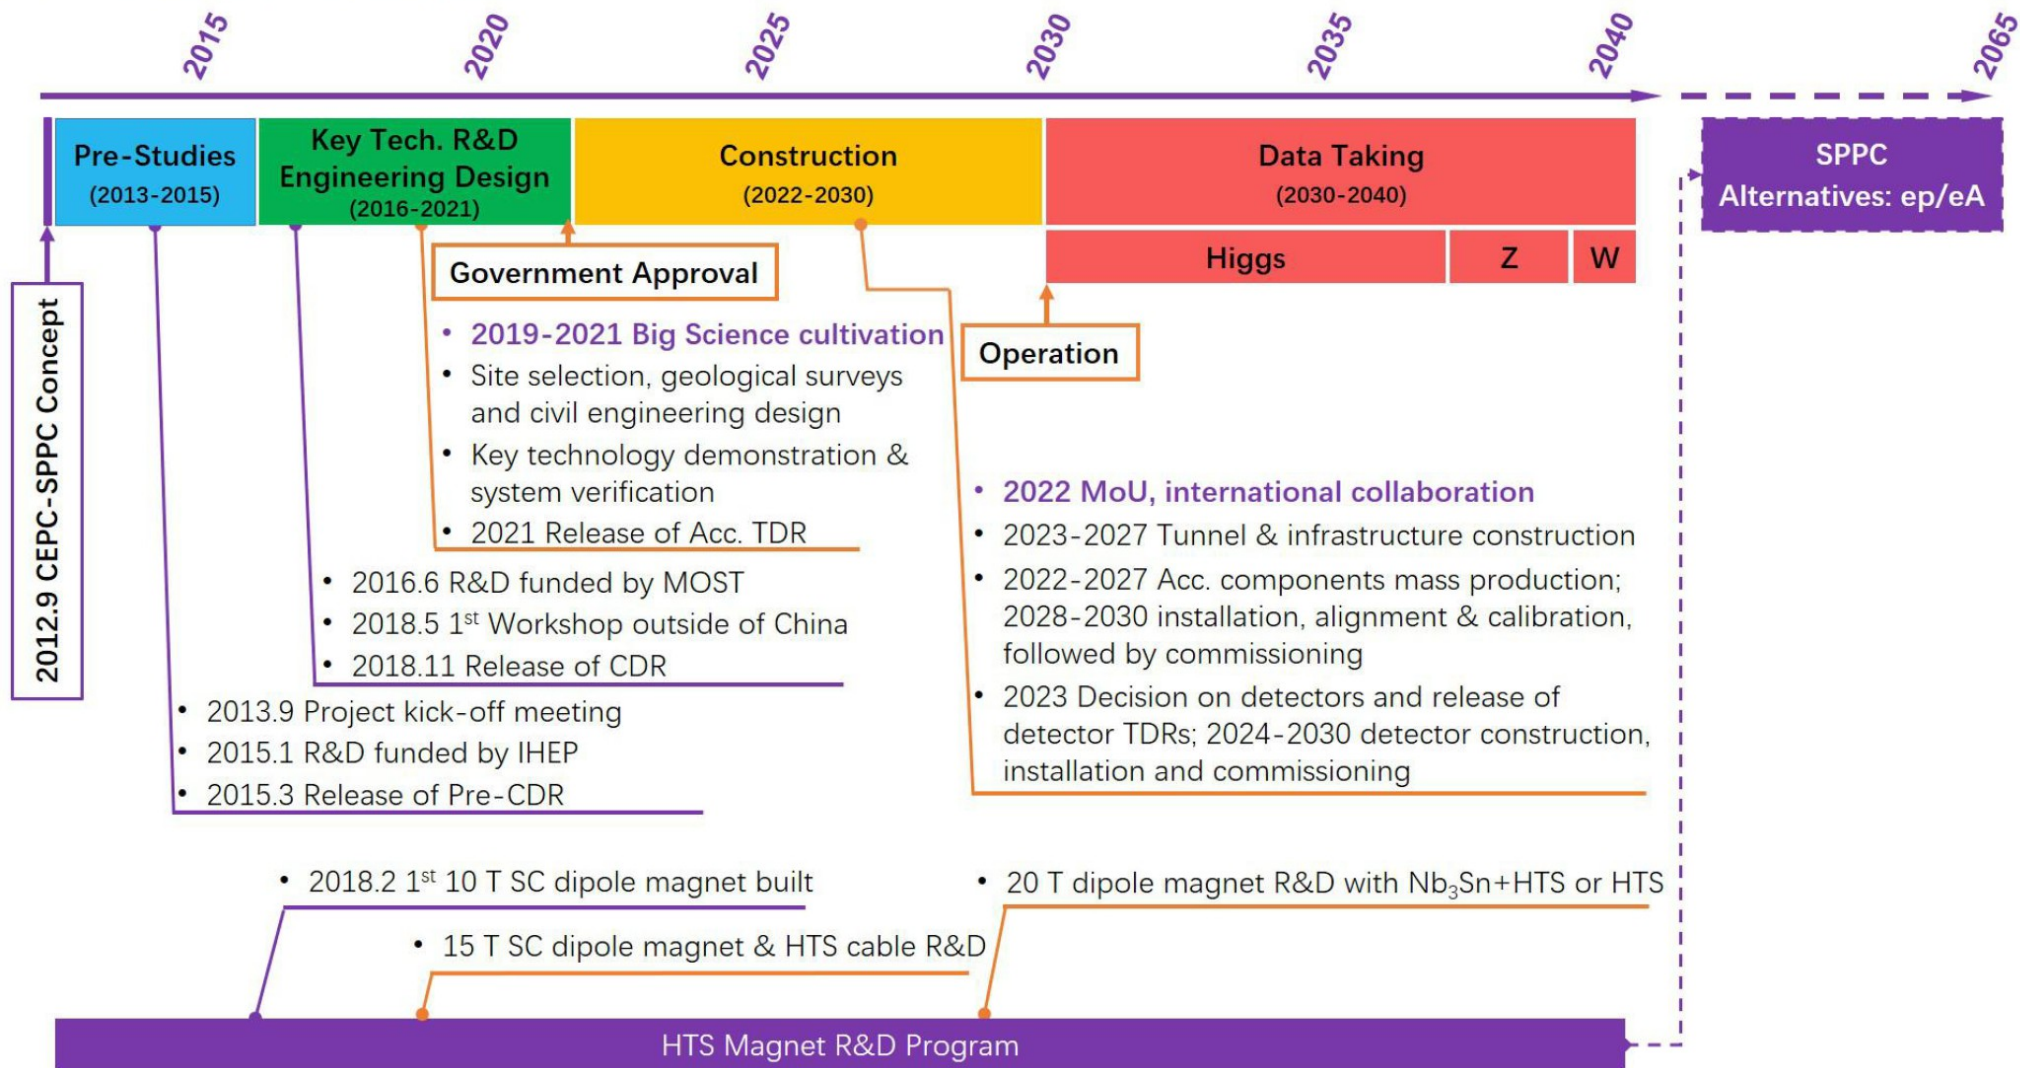 2015
2020
2025
2030
2035
2040
2065
Pre-Studies
(2013-2015)
Key Tech. R&D
Engineering Design
(2016-2021)
Construction
(2022-2030)
Data Taking
(2030-2040)
SPPC
Alternatives: ep/eA
Higgs
Z
W
2012.9 CEPC-SPPC Concept
Government Approval
Operation
• 2019-2021 Big Science cultivation
• Site selection, geological surveys
and civil engineering design
• Key technology demonstration &
system verification
• 2021 Release of Acc. TDR
• 2016.6 R&D funded by MOST
• 2018.5 1st Workshop outside of China
• 2018.11 Release of CDR
• 2013.9 Project kick-off meeting
• 2015.1 R&D funded by IHEP
• 2015.3 Release of Pre-CDR
• 2022 MoU, international collaboration
• 2023-2027 Tunnel & infrastructure construction
• 2022-2027 Acc. components mass production;
2028-2030 installation, alignment & calibration,
followed by commissioning
• 2023 Decision on detectors and release of
detector TDRs; 2024-2030 detector construction,
installation and commissioning
• 2018.2 1st 10 T SC dipole magnet built
• 15 T SC dipole magnet & HTS cable R&D
• 20 T dipole magnet R&D with Nb₃Sn+HTS or HTS
HTS Magnet R&D Program